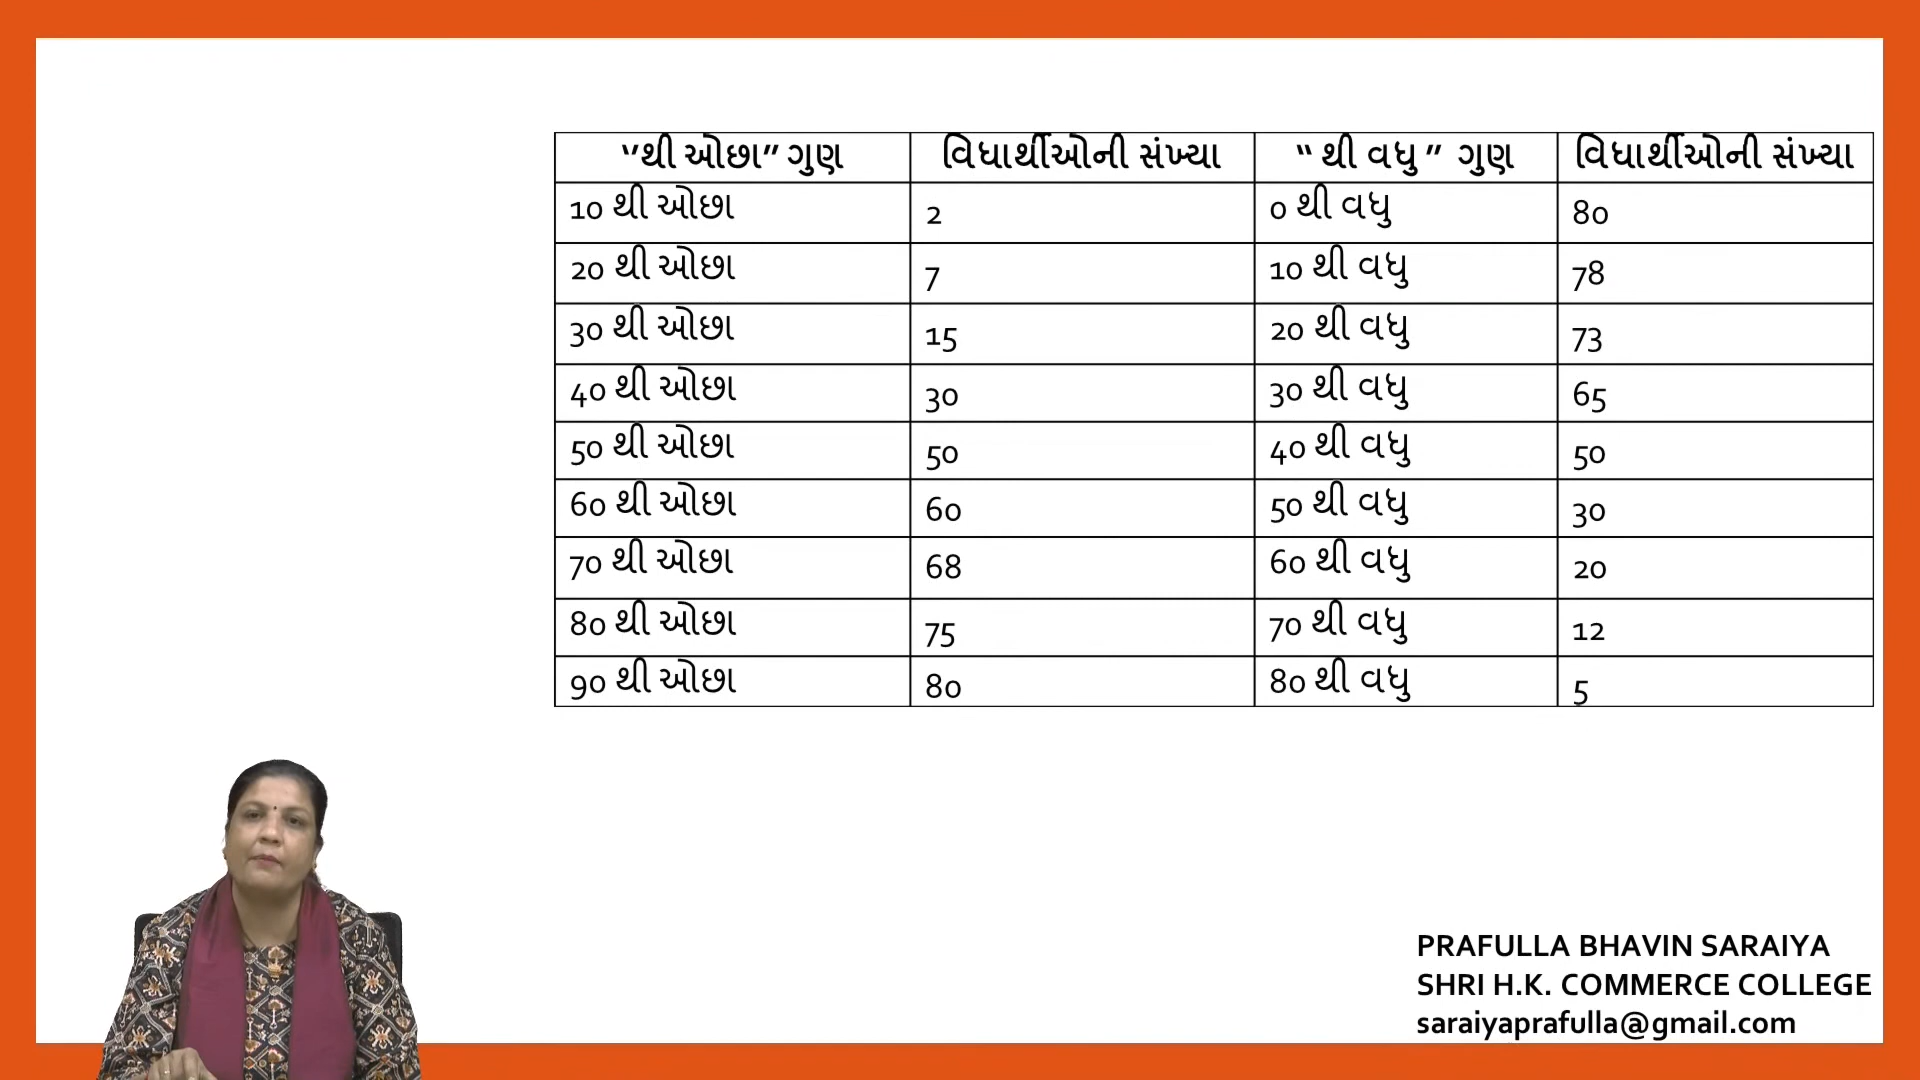 ‘’થી ઓછા’’ ગુણ વિધાર્થીઓની સંખ્યા “ થી વધુ ” ગુણ વિધાર્થીઓની સંખ્યા
10 થી ઓછા 2 0 થી વધુ 80
20 થી ઓછા 7 10 થી વધુ 78
30 થી ઓછા 15 20 થી વધુ 73
40 થી ઓછા 30 30 થી વધુ 65
50 થી ઓછા 50 40 થી વધુ 50
60 થી ઓછા 60 50 થી વધુ 30
70 થી ઓછા 68 60 થી વધુ 20
80 થી ઓછા 75 70 થી વધુ 12
90 થી ઓછા 80 80 થી વધુ 5
PRAFULLA BHAVIN SARAIYA
SHRI H.K. COMMERCE COLLEGE
saraiyaprafulla@gmail.com